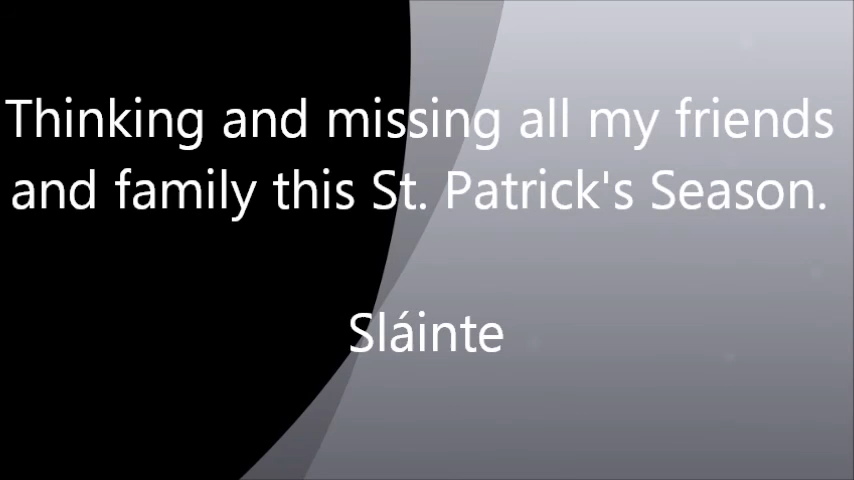 Thinking and missing all my friends
and family this St. Patrick's Season.
Sláinte